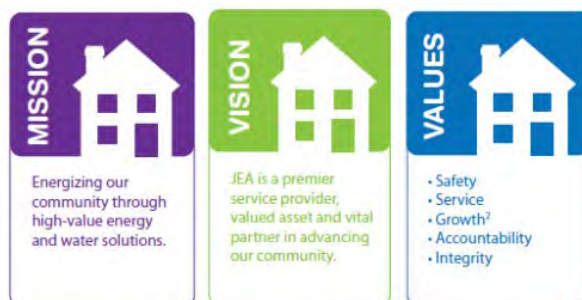 MISSION
Energizing our
community through
high-value energy
and water solutions.
VISION
JEA is a premier
service provider,
valued asset and vital
partner in advancing
our community.
VALUES
• Safety
• Service
• Growth²
• Accountability
• Integrity